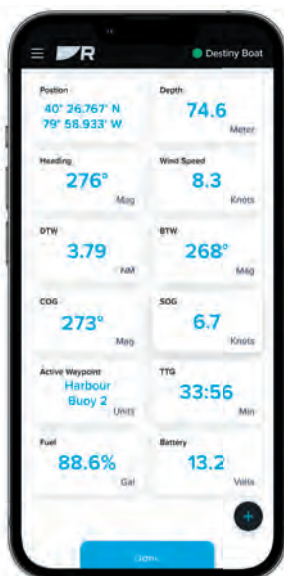 R
Destiny Boat
Postion
Depth
40° 26.767' N
79° 58.933' W
74.6
Meter
Heading
Wind Speed
276°
8.3
Mag
Knots
DTW
BTW
3.79
268°
NM
Mag
COG
SOG
273°
6.7
Mag
Knots
Active Waypoint
TTG
Harbour
Buoy 2
33:56
Units
Min
Fuel
Battery
88.6%
13.2
Gal
Volts
+